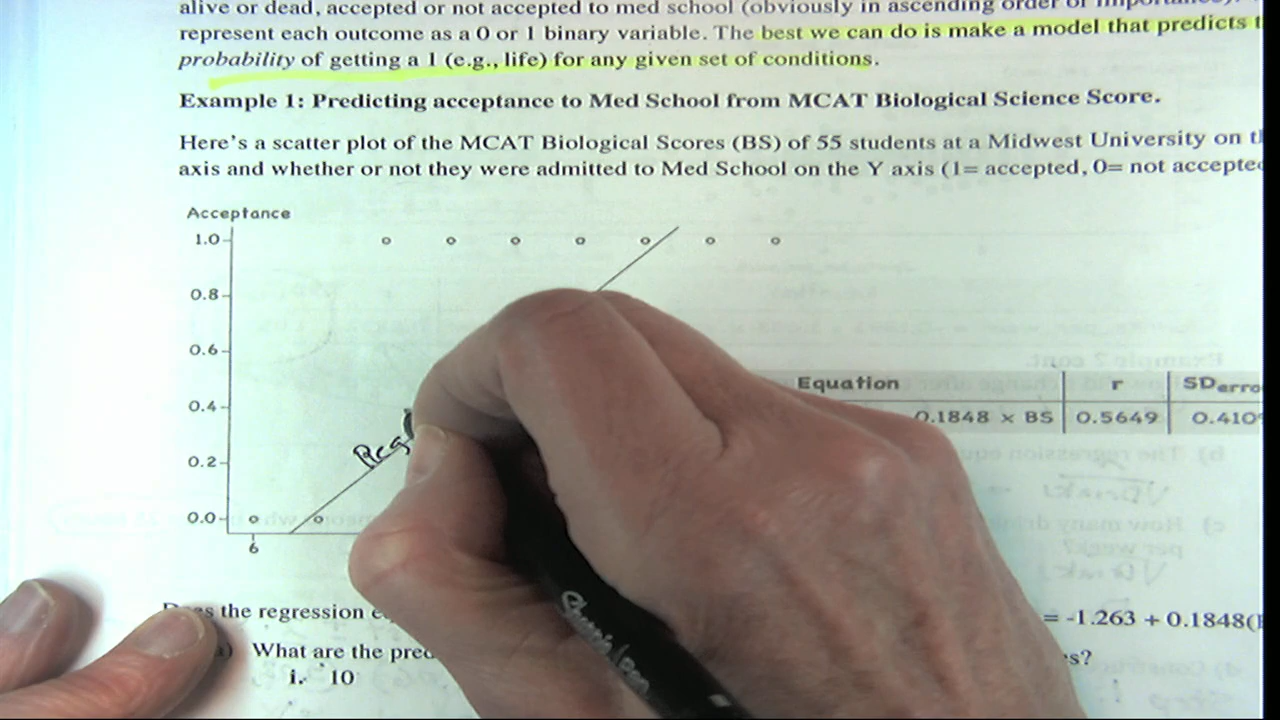 alive or dead, accepted or not accepted to med school (obviously in ascending order of importance).
represent each outcome as a 0 or 1 binary variable. The best we can do is make a model that predicts t
probability of getting a 1 (e.g., life) for any given set of conditions.
Example 1: Predicting acceptance to Med School from MCAT Biological Science Score.
Here's a scatter plot of the MCAT Biological Scores (BS) of 55 students at a Midwest University on t
axis and whether or not they were admitted to Med School on the Y axis (1= accepted, 0= not accepted
Acceptance
1.0
0.8
0.6
0.4
0.2
0.0
6
Reg
Equation r SDerro
0.1848 × BS 0.5649 0.410
Does the regression e
= -1.263 + 0.1848(
What are the pred
s?
i. 10
Sharpie Pen